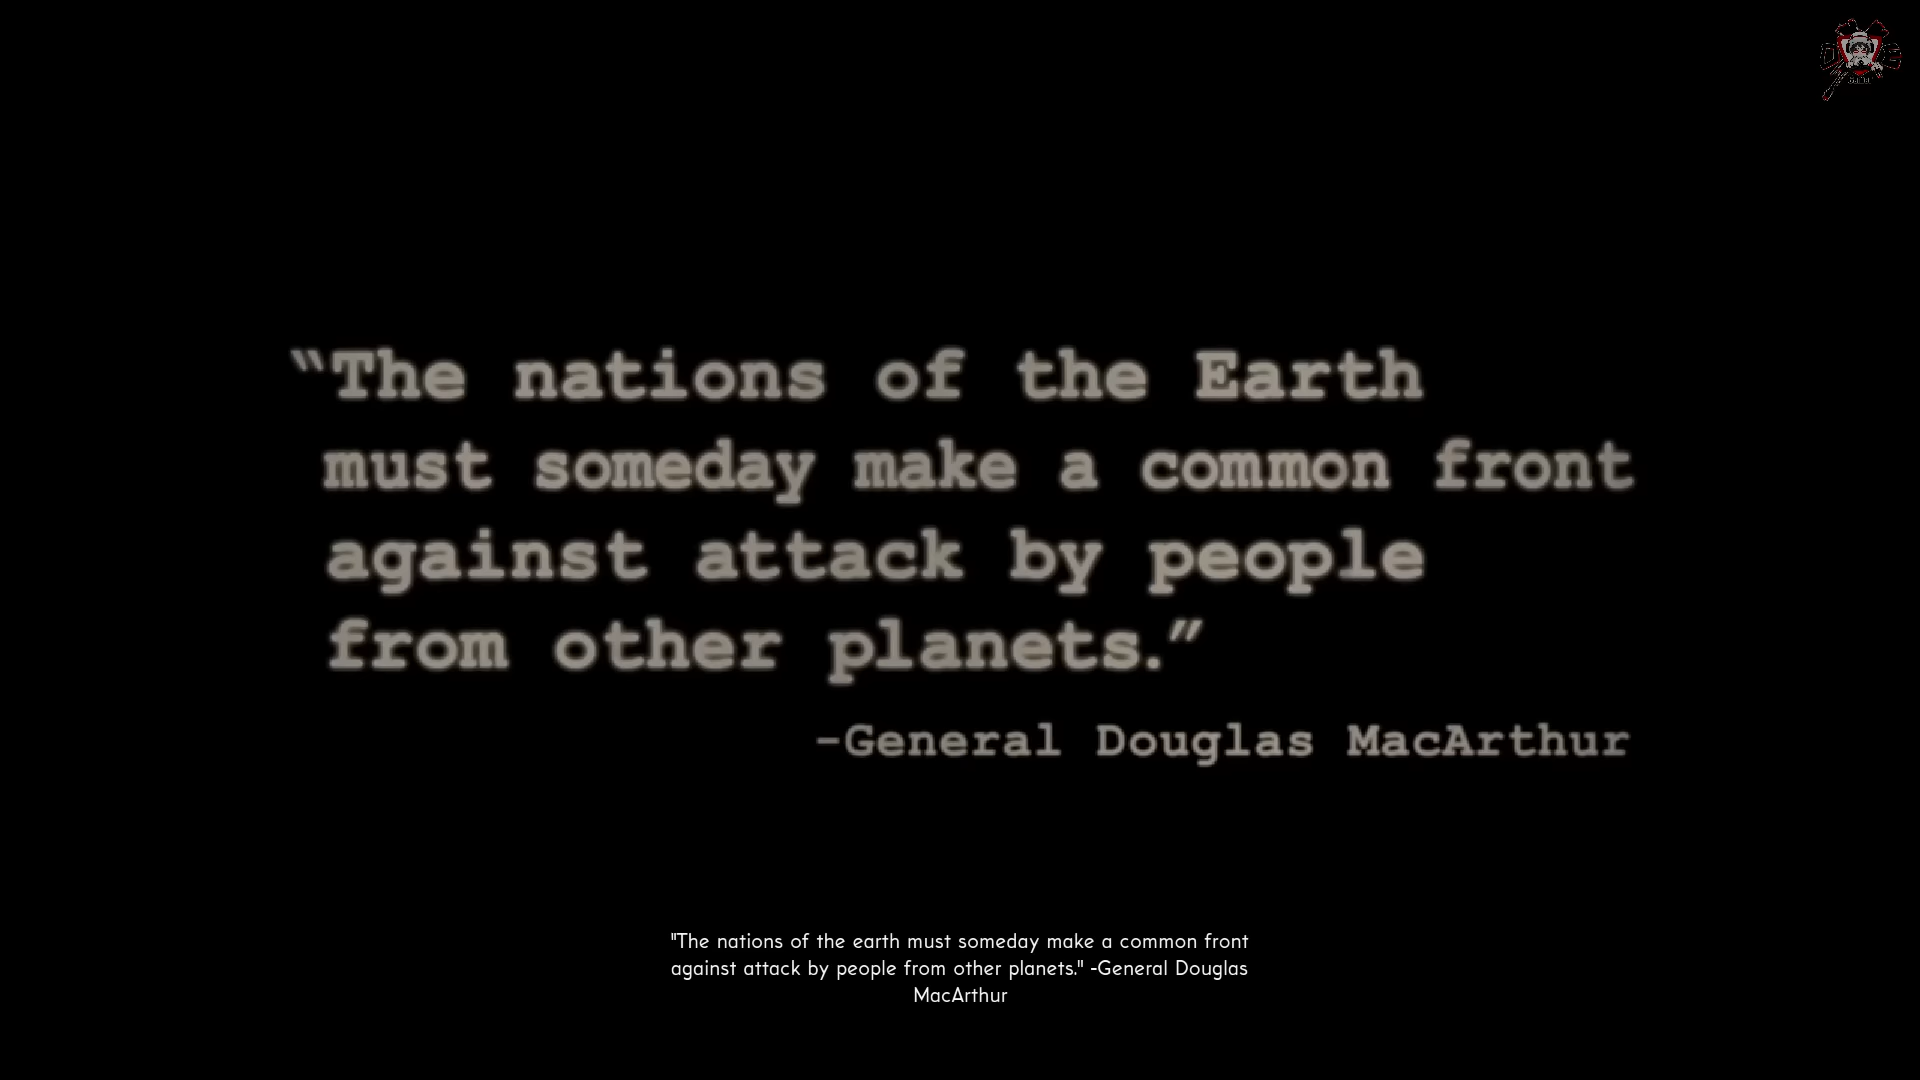 “The nations of the Earth
must someday make a common front
against attack by people
from other planets.”
-General Douglas MacArthur
"The nations of the earth must someday make a common front
against attack by people from other planets." -General Douglas
MacArthur